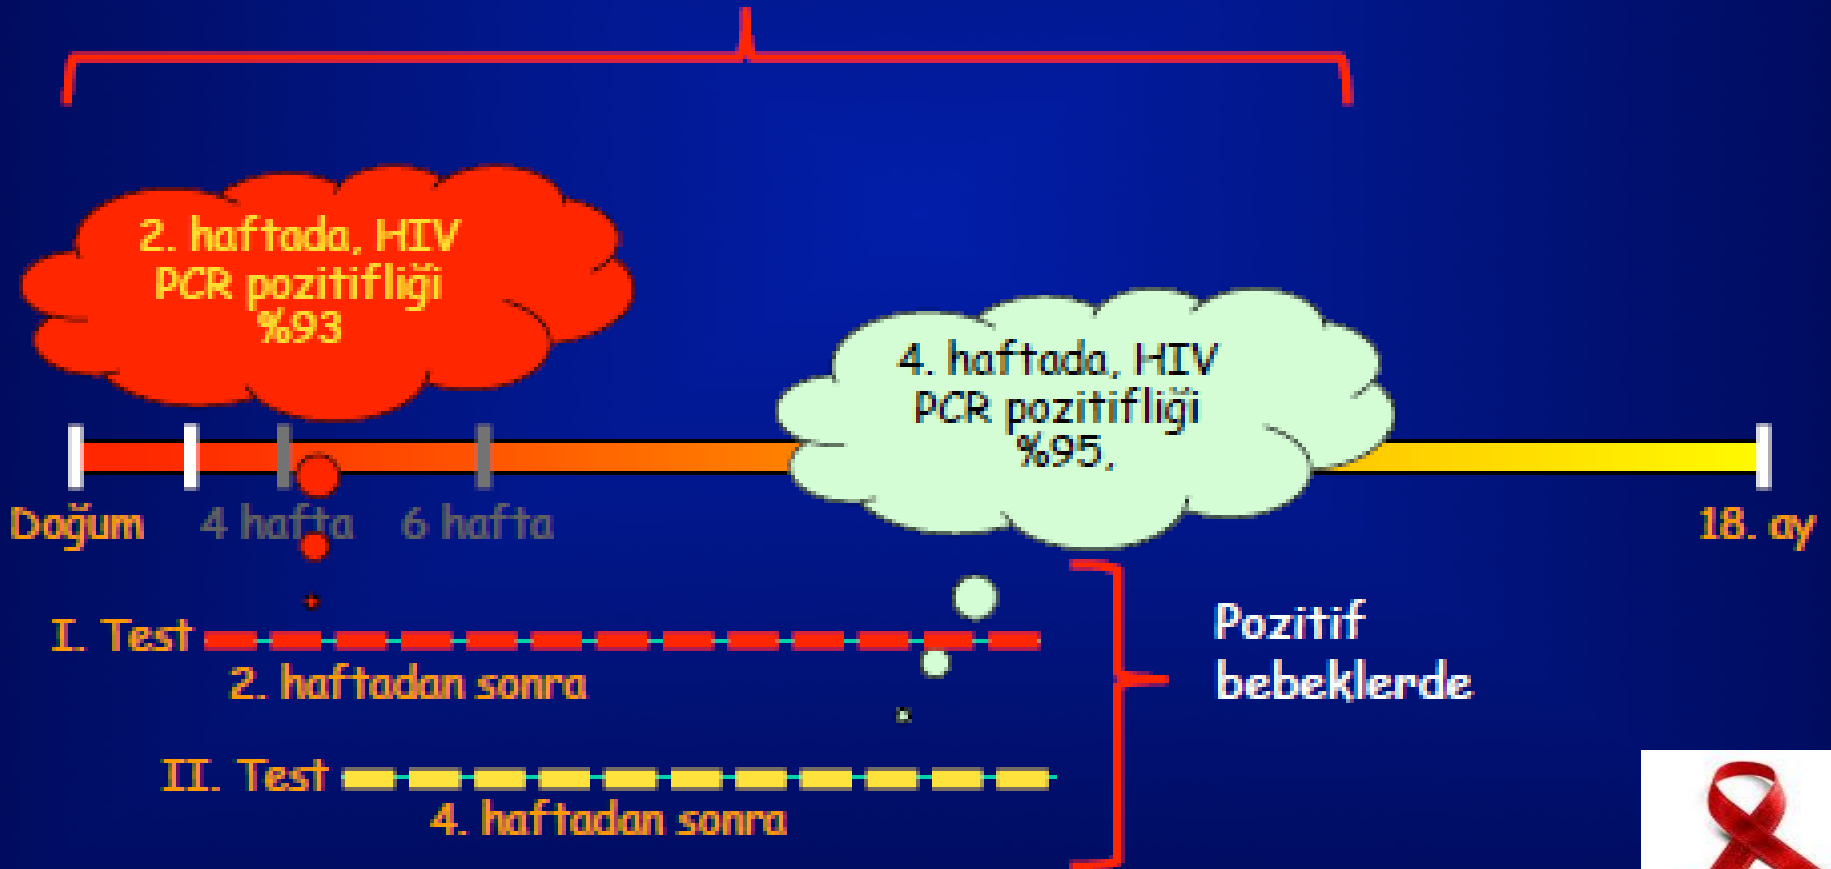 2. haftada, HIV
PCR pozitifliği
%93
4. haftada, HIV
PCR pozitifliği
%95,
Doğum
4 hafta
6 hafta
18. ay
I. Test
2. haftadan sonra
Pozitif
bebeklerde
II. Test
4. haftadan sonra